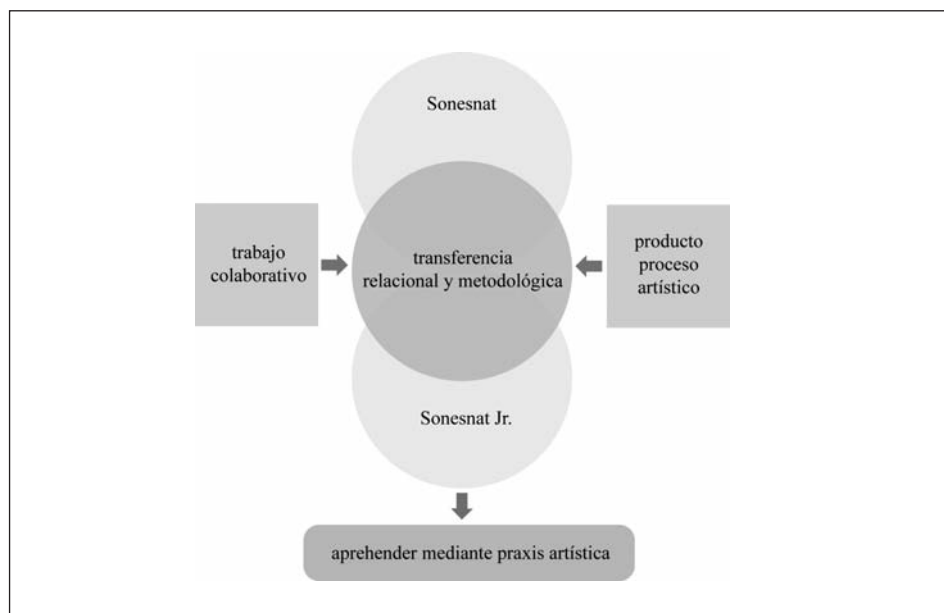 Sonesnat
trabajo
colaborativo
transferencia
relacional y metodológica
producto
proceso
artístico
Sonesnat Jr.
aprehender mediante praxis artística